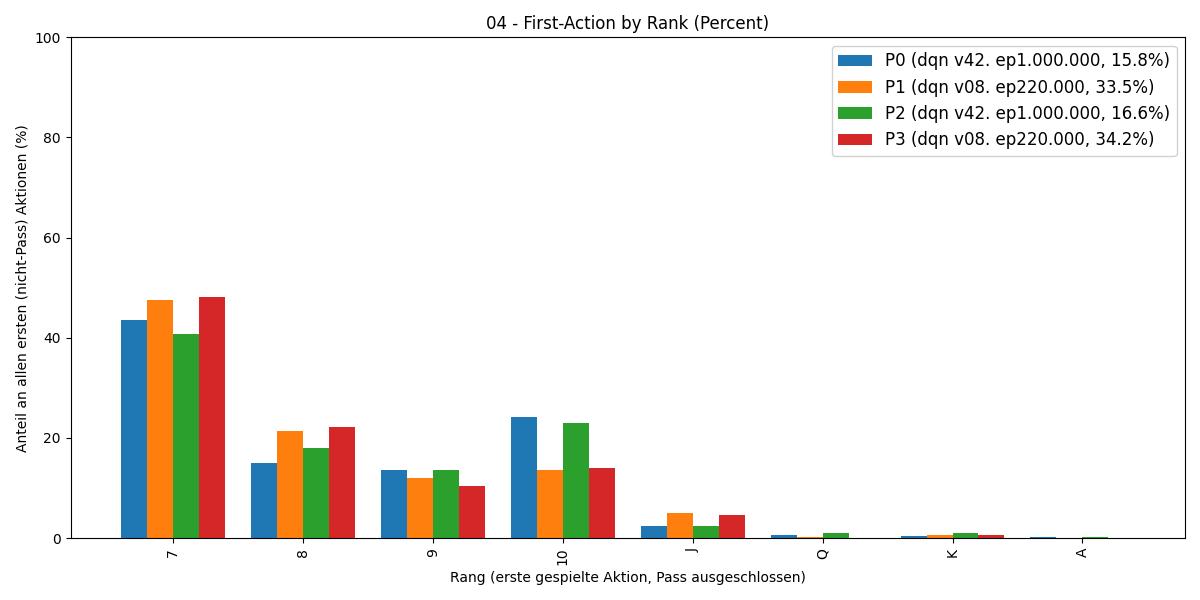 04 - First-Action by Rank (Percent)
Anteil an allen ersten (nicht-Pass) Aktionen (%)
100
80
60
40
20
0
P0 (dqn v42. ep1.000.000, 15.8%)
P1 (dqn v08. ep220.000, 33.5%)
P2 (dqn v42. ep1.000.000, 16.6%)
P3 (dqn v08. ep220.000, 34.2%)
7
8
9
10
J
Q
K
A
Rang (erste gespielte Aktion, Pass ausgeschlossen)